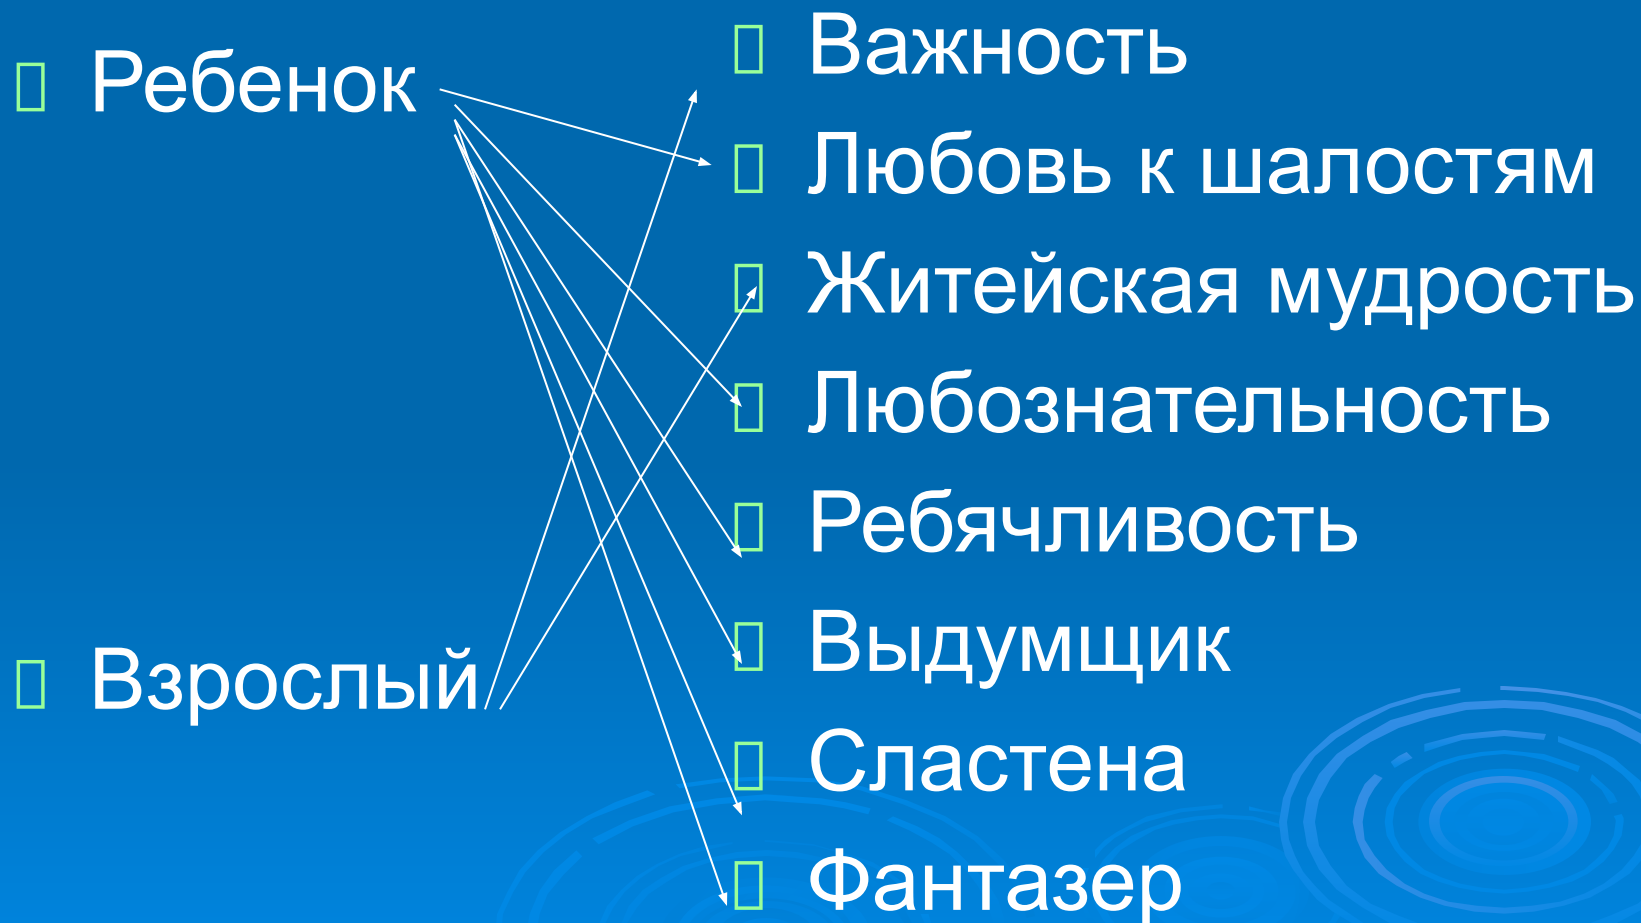 Ребенок
Взрослый
Важность
Любовь к шалостям
Житейская мудрость
Любознательность
Ребячливость
Выдумщик
Сластена
Фантазер